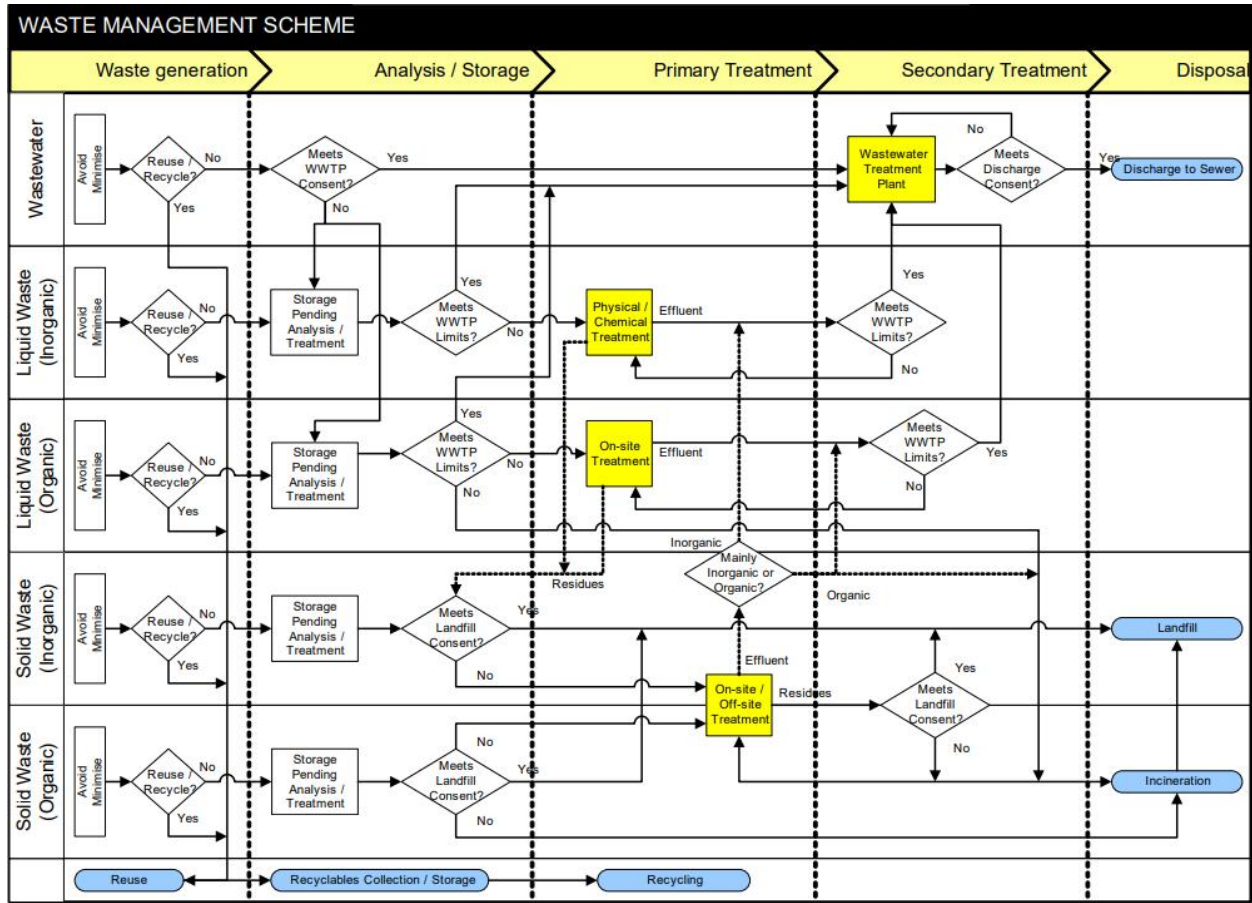 WASTE MANAGEMENT SCHEME
Waste generation
Analysis / Storage
Primary Treatment
Secondary Treatment
Disposal
Wastewater
Avoid
Minimise
Reuse /
Recycle?
No
Yes
Meets
WWTP
Consent?
Yes
No
Wastewater
Treatment
Plant
No
Meets
Discharge
Consent?
Yes
Discharge to Sewer
Liquid Waste
(Inorganic)
Avoid
Minimise
Reuse /
Recycle?
No
Yes
Storage
Pending
Analysis /
Treatment
Yes
Meets
WWTP
Limits?
No
Physical /
Chemical
Treatment
Effluent
Yes
Meets
WWTP
Limits?
No
Liquid Waste
(Organic)
Avoid
Minimise
Reuse /
Recycle?
No
Yes
Storage
Pending
Analysis /
Treatment
Yes
Meets
WWTP
Limits?
No
No
On-site
Treatment
Effluent
Meets
WWTP
Limits?
Yes
No
Inorganic
Solid Waste
(Inorganic)
Avoid
Minimise
Reuse /
Recycle?
No
Yes
Storage
Pending
Analysis /
Treatment
Meets
Landfill
Consent?
Yes
No
Residues
Mainly
Inorganic or
Organic?
Organic
Effluent
On-site /
Off-site
Treatment
Residues
Yes
Meets
Landfill
Consent?
No
Landfill
Solid Waste
(Organic)
Avoid
Minimise
Reuse /
Recycle?
No
Yes
Storage
Pending
Analysis /
Treatment
No
Meets
Landfill
Consent?
Yes
No
Incineration
Reuse
Recyclables Collection / Storage
Recycling